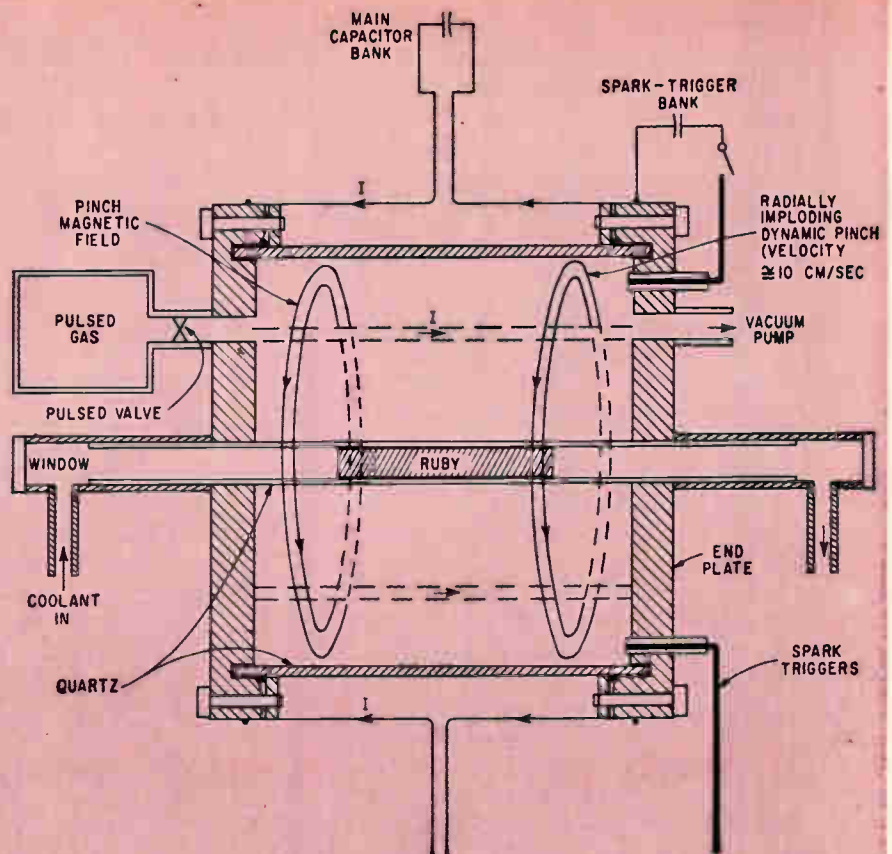 MAIN
CAPACITOR
BANK
SPARK-TRIGGER
BANK
I
PINCH
MAGNETIC
FIELD
RADIALLY
IMPLODING
DYNAMIC PINCH
(VELOCITY
≅10 CM/SEC
PULSED
GAS
I
VACUUM
PUMP
PULSED VALVE
WINDOW
RUBY
END
PLATE
COOLANT
IN
SPARK
TRIGGERS
QUARTZ
I